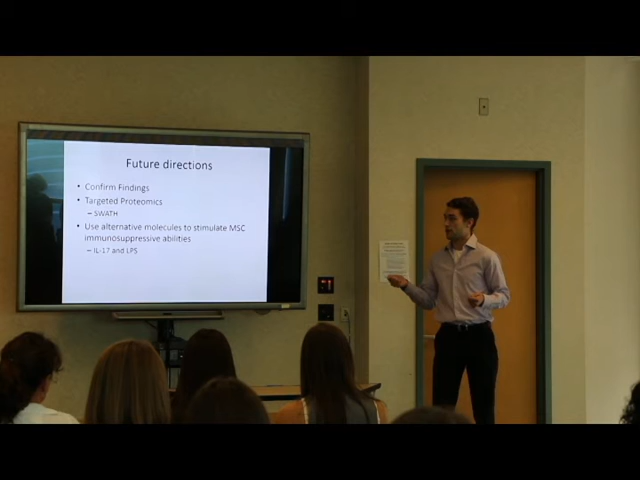 Future directions
• Confirm Findings
• Targeted Proteomics
– SWATH
• Use alternative molecules to stimulate MSC
immunosuppressive abilities
– IL-17 and LPS